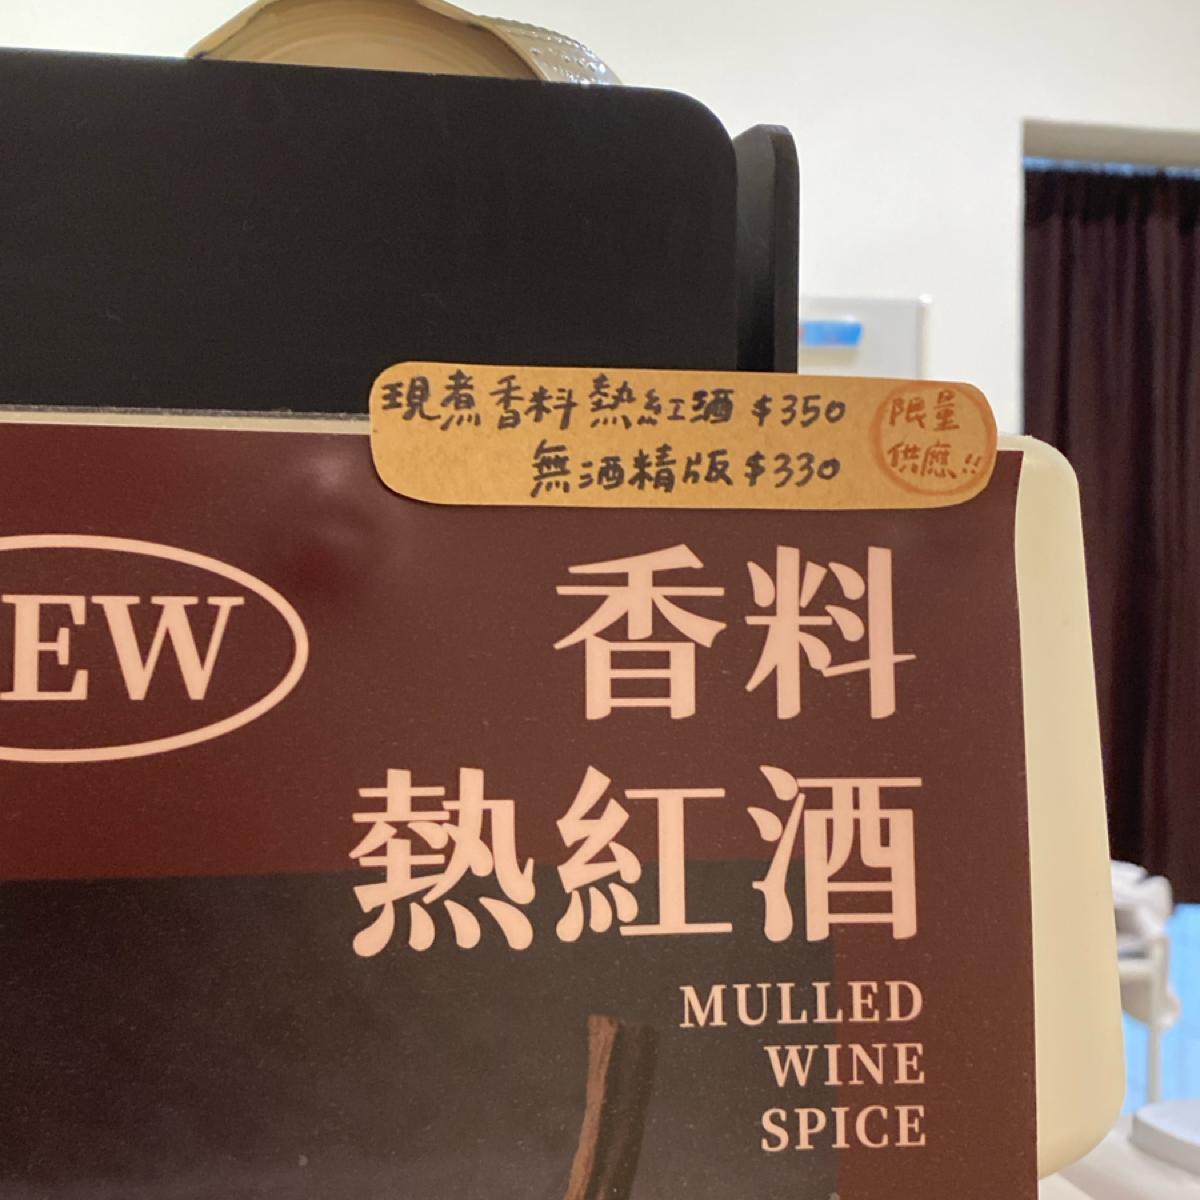 現煮香料熱紅酒 $350
無酒精版 $330
限量
供應!!
EW
香料
熱紅酒
MULLED
WINE
SPICE